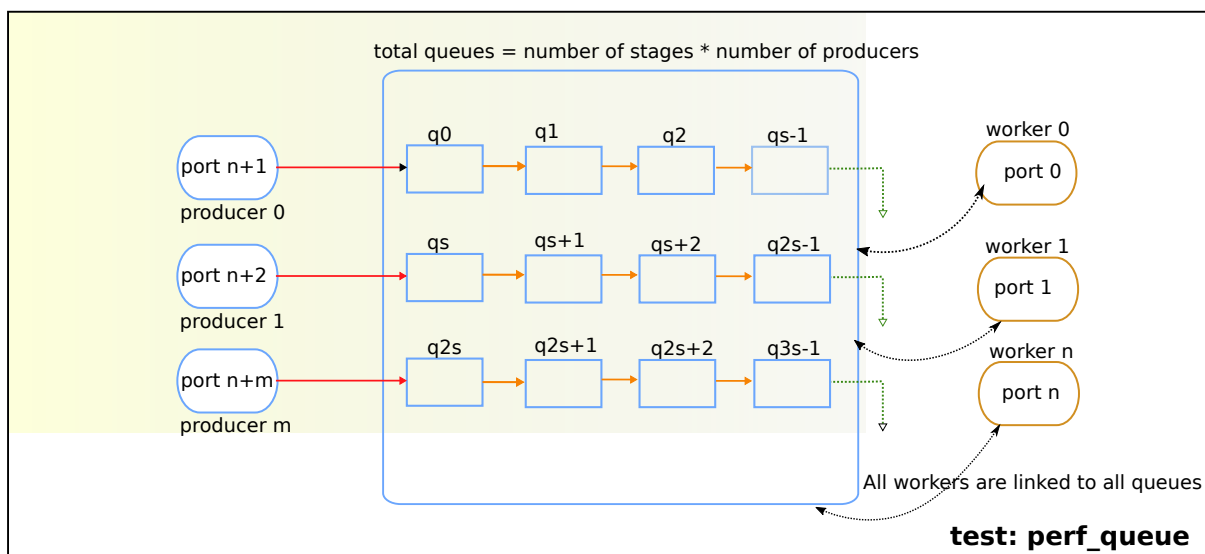 total queues = number of stages * number of producers
q0
q1
q2
qs-1
worker 0
port n+1
port 0
producer 0
qs
qs+1
qs+2
q2s-1
worker 1
port n+2
port 1
producer 1
q2s
q2s+1
q2s+2
q3s-1
worker n
port n+m
port n
producer m
All workers are linked to all queues
test: perf_queue